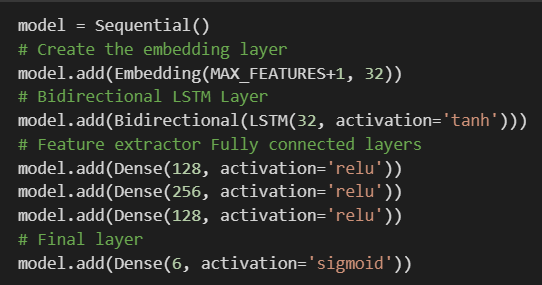 model = Sequential()
# Create the embedding layer
model.add(Embedding(MAX_FEATURES+1, 32))
# Bidirectional LSTM Layer
model.add(Bidirectional(LSTM(32, activation='tanh')))
# Feature extractor Fully connected layers
model.add(Dense(128, activation='relu'))
model.add(Dense(256, activation='relu'))
model.add(Dense(128, activation='relu'))
# Final layer
model.add(Dense(6, activation='sigmoid'))